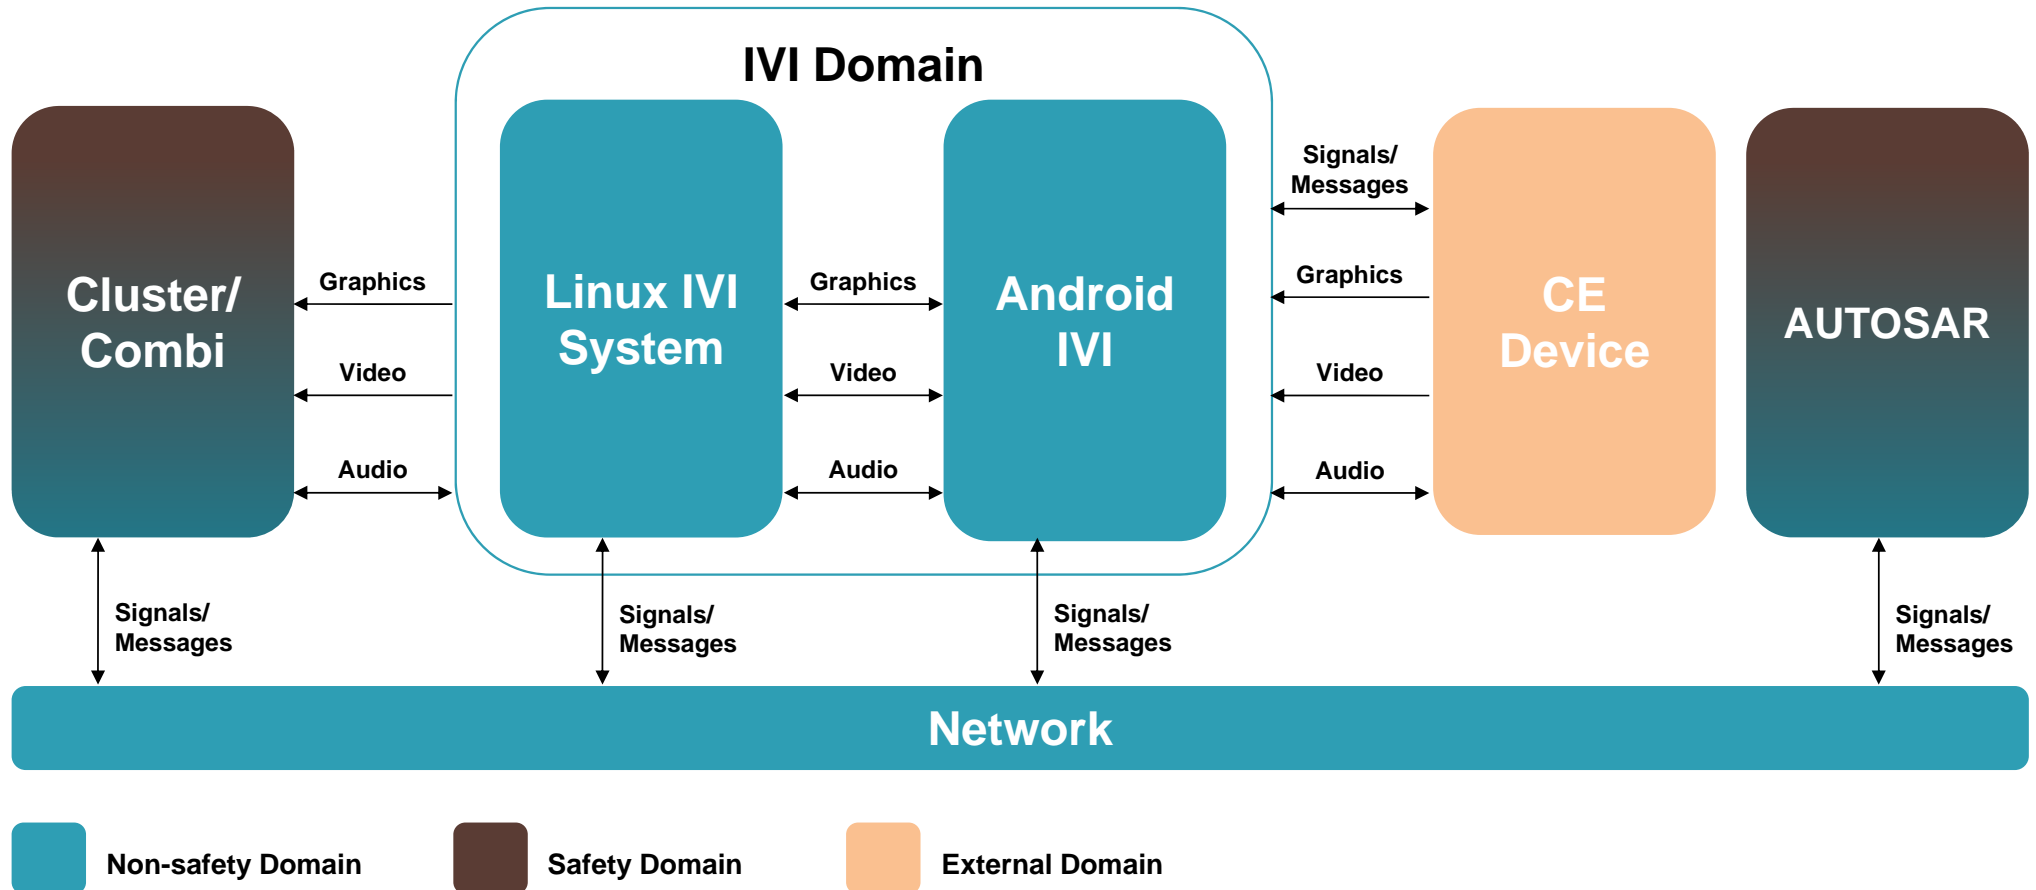 IVI Domain
Cluster/
Combi
Graphics
Video
Audio
Linux IVI
System
Graphics
Video
Audio
Android
IVI
Signals/
Messages
Graphics
Video
Audio
CE
Device
AUTOSAR
Signals/
Messages
Signals/
Messages
Signals/
Messages
Signals/
Messages
Network
Non-safety Domain
Safety Domain
External Domain